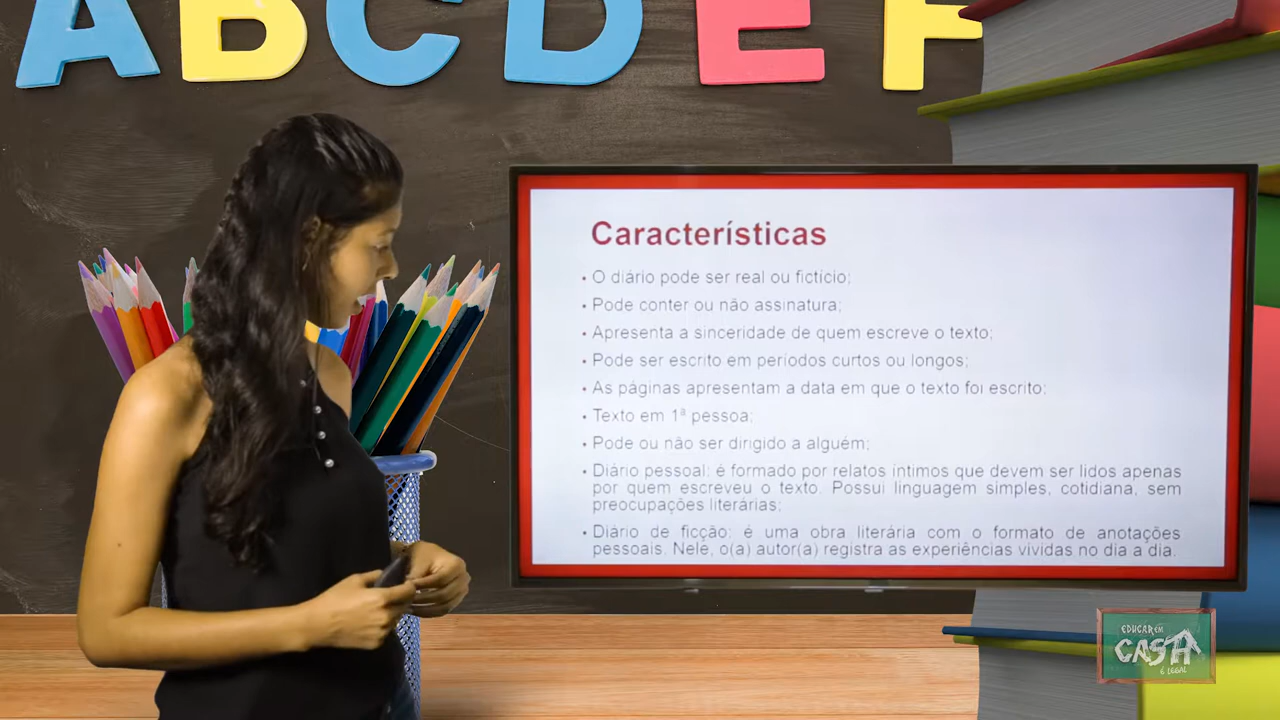 ABCDEF
Características
• O diário pode ser real ou fictício;
• Pode conter ou não assinatura;
• Apresenta a sinceridade de quem escreve o texto;
• Pode ser escrito em períodos curtos ou longos;
• As páginas apresentam a data em que o texto foi escrito;
• Texto em 1ª pessoa;
• Pode ou não ser dirigido a alguém;
• Diário pessoal: é formado por relatos íntimos que devem ser lidos apenas
por quem escreveu o texto. Possui linguagem simples, cotidiana, sem
preocupações literárias;
• Diário de ficção: é uma obra literária com o formato de anotações
pessoais. Nele, o(a) autor(a) registra as experiências vividas no dia a dia.
EDUCAR EM
CASA
É LEGAL